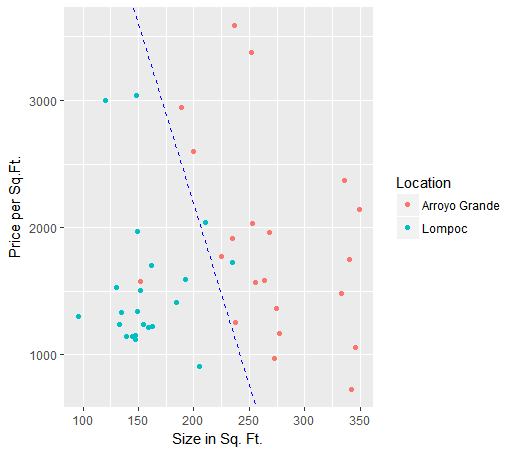 Price per Sq.Ft.
3000
2000
1000
100
150
200
250
300
350
Size in Sq. Ft.
Location
Arroyo Grande
Lompoc